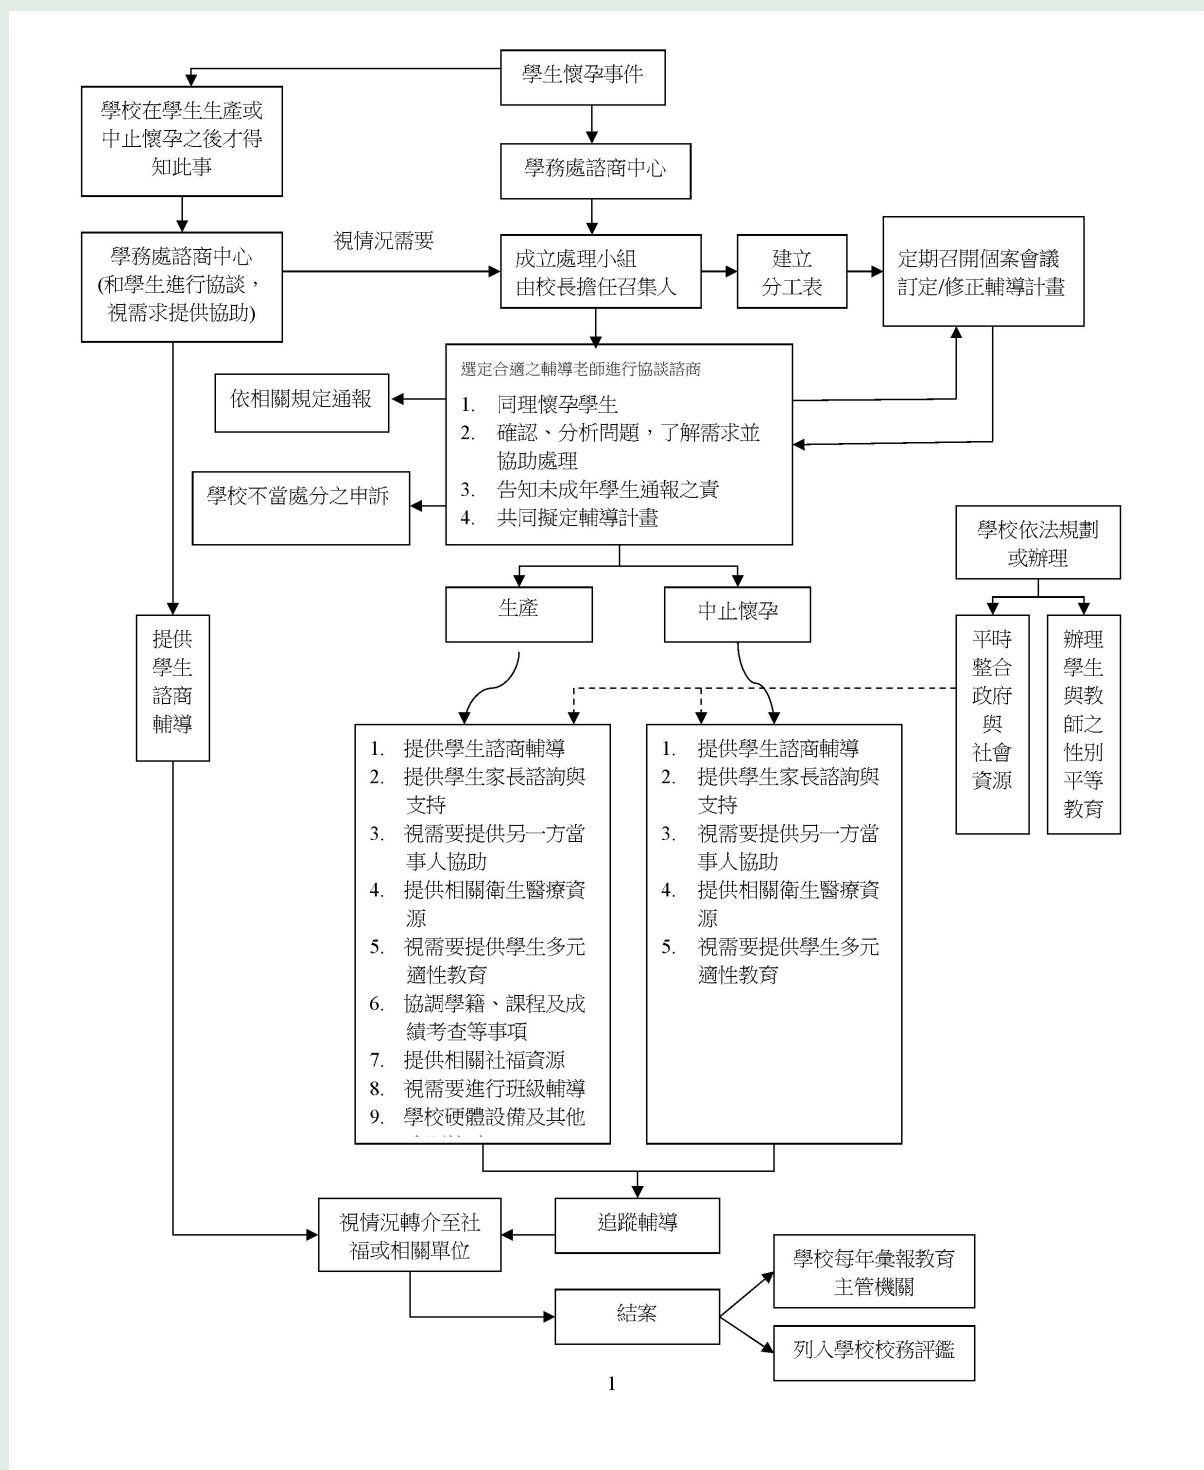 學生懷孕事件
學校在學生生產或
中止懷孕之後才得
知此事
學務處諮商中心
學務處諮商中心
(和學生進行協談，
視需求提供協助)
視情況需要
成立處理小組
由校長擔任召集人
建立
分工表
定期召開個案會議
訂定/修正輔導計畫
選定合適之輔導老師進行協談諮商
1. 同理懷孕學生
2. 確認、分析問題，了解需求並
協助處理
3. 告知未成年學生通報之責
4. 共同擬定輔導計畫
依相關規定通報
學校不當處分之申訴
學校依法規劃
或辦理
生產
中止懷孕
提供
學生
諮商
輔導
平時
整合
政府
與
社會
資源
辦理
學生
與教
師之
性別
平等
教育
1. 提供學生諮商輔導
2. 提供學生家長諮詢與
支持
3. 視需要提供另一方當
事人協助
4. 提供相關衛生醫療資
源
5. 視需要提供學生多元
適性教育
6. 協調學籍、課程及成
績考查等事項
7. 提供相關社福資源
8. 視需要進行班級輔導
9. 學校硬體設備及其他
1. 提供學生諮商輔導
2. 提供學生家長諮詢與
支持
3. 視需要提供另一方當
事人協助
4. 提供相關衛生醫療資
源
5. 視需要提供學生多元
適性教育
視情況轉介至社
福或相關單位
追蹤輔導
結案
學校每年彙報教育
主管機關
列入學校校務評鑑
1